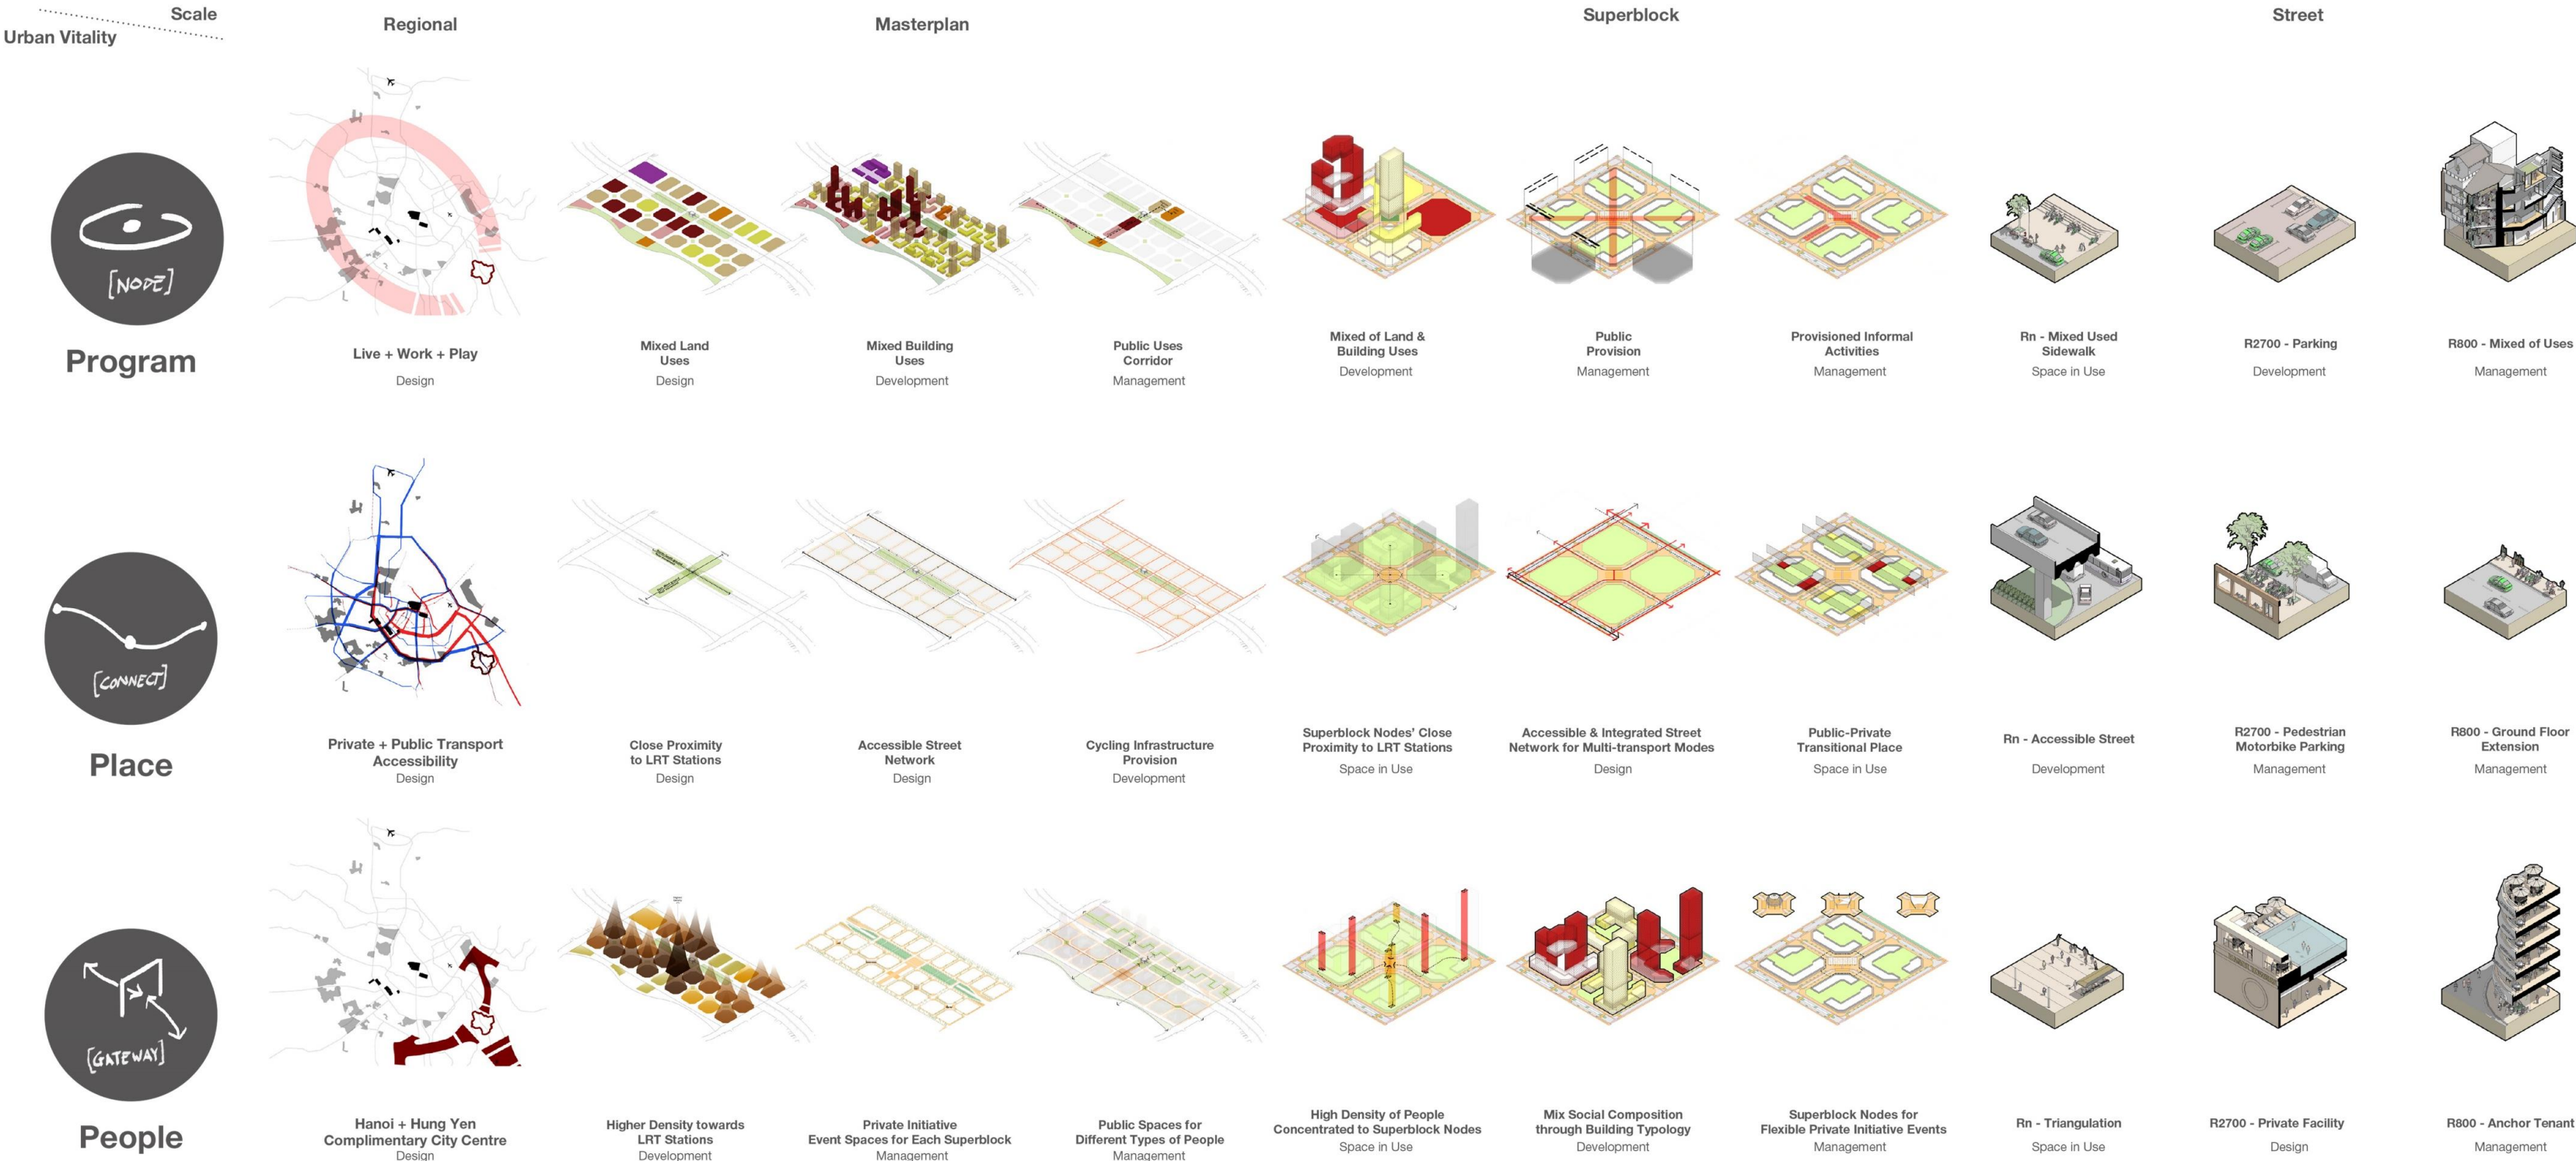 Scale
Urban Vitality
Regional
Masterplan
Superblock
Street
[NODE]
Program
Live + Work + Play
Design
Mixed Land
Uses
Design
Mixed Building
Uses
Development
Public Uses
Corridor
Management
Mixed of Land &
Building Uses
Development
Public
Provision
Management
Provisioned Informal
Activities
Management
Rn - Mixed Used
Sidewalk
Space in Use
R2700 - Parking
Development
R800 - Mixed of Uses
Management
[CONNECT]
Place
Private + Public Transport
Accessibility
Design
Close Proximity
to LRT Stations
Design
Accessible Street
Network
Design
Cycling Infrastructure
Provision
Development
Superblock Nodes' Close
Proximity to LRT Stations
Space in Use
Accessible & Integrated Street
Network for Multi-transport Modes
Design
Public-Private
Transitional Place
Space in Use
Rn - Accessible Street
Development
R2700 - Pedestrian
Motorbike Parking
Management
R800 - Ground Floor
Extension
Management
[GATEWAY]
People
Hanoi + Hung Yen
Complimentary City Centre
Design
Higher Density towards
LRT Stations
Development
Private Initiative
Event Spaces for Each Superblock
Management
Public Spaces for
Different Types of People
Management
High Density of People
Concentrated to Superblock Nodes
Space in Use
Mix Social Composition
through Building Typology
Development
Superblock Nodes for
Flexible Private Initiative Events
Management
Rn - Triangulation
Space in Use
R2700 - Private Facility
Design
R800 - Anchor Tenant
Management